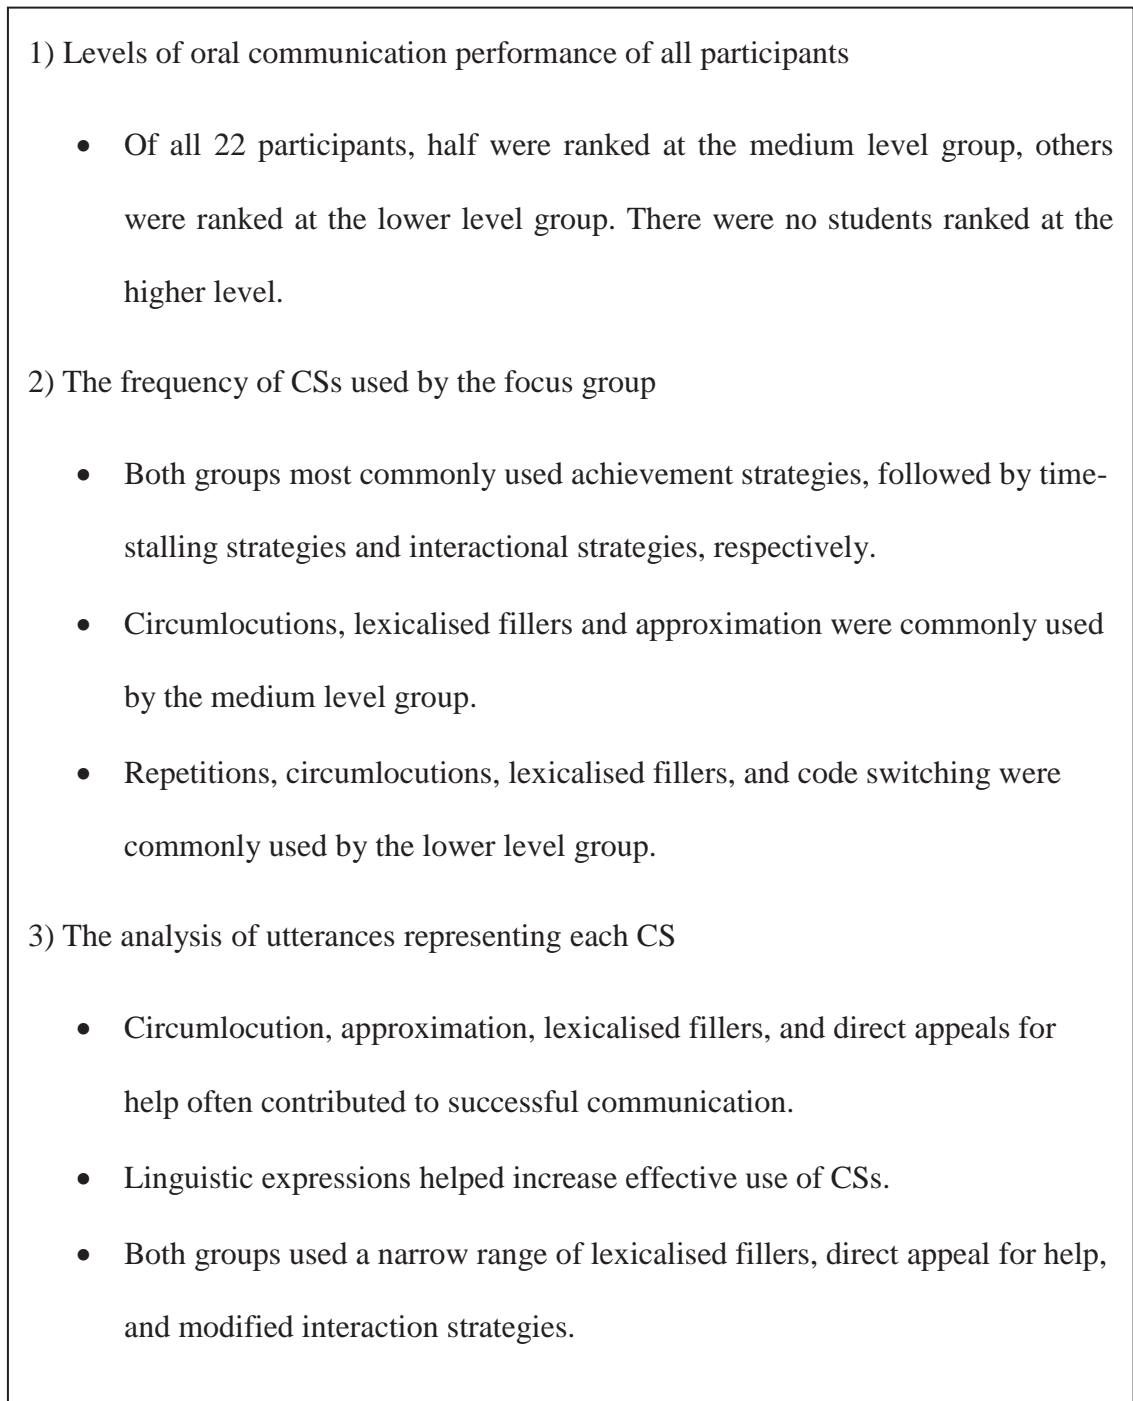 1) Levels of oral communication performance of all participants
• Of all 22 participants, half were ranked at the medium level group, others
were ranked at the lower level group. There were no students ranked at the
higher level.
2) The frequency of CSs used by the focus group
• Both groups most commonly used achievement strategies, followed by time-
stalling strategies and interactional strategies, respectively.
• Circumlocutions, lexicalised fillers and approximation were commonly used
by the medium level group.
• Repetitions, circumlocutions, lexicalised fillers, and code switching were
commonly used by the lower level group.
3) The analysis of utterances representing each CS
• Circumlocution, approximation, lexicalised fillers, and direct appeals for
help often contributed to successful communication.
• Linguistic expressions helped increase effective use of CSs.
• Both groups used a narrow range of lexicalised fillers, direct appeal for help,
and modified interaction strategies.